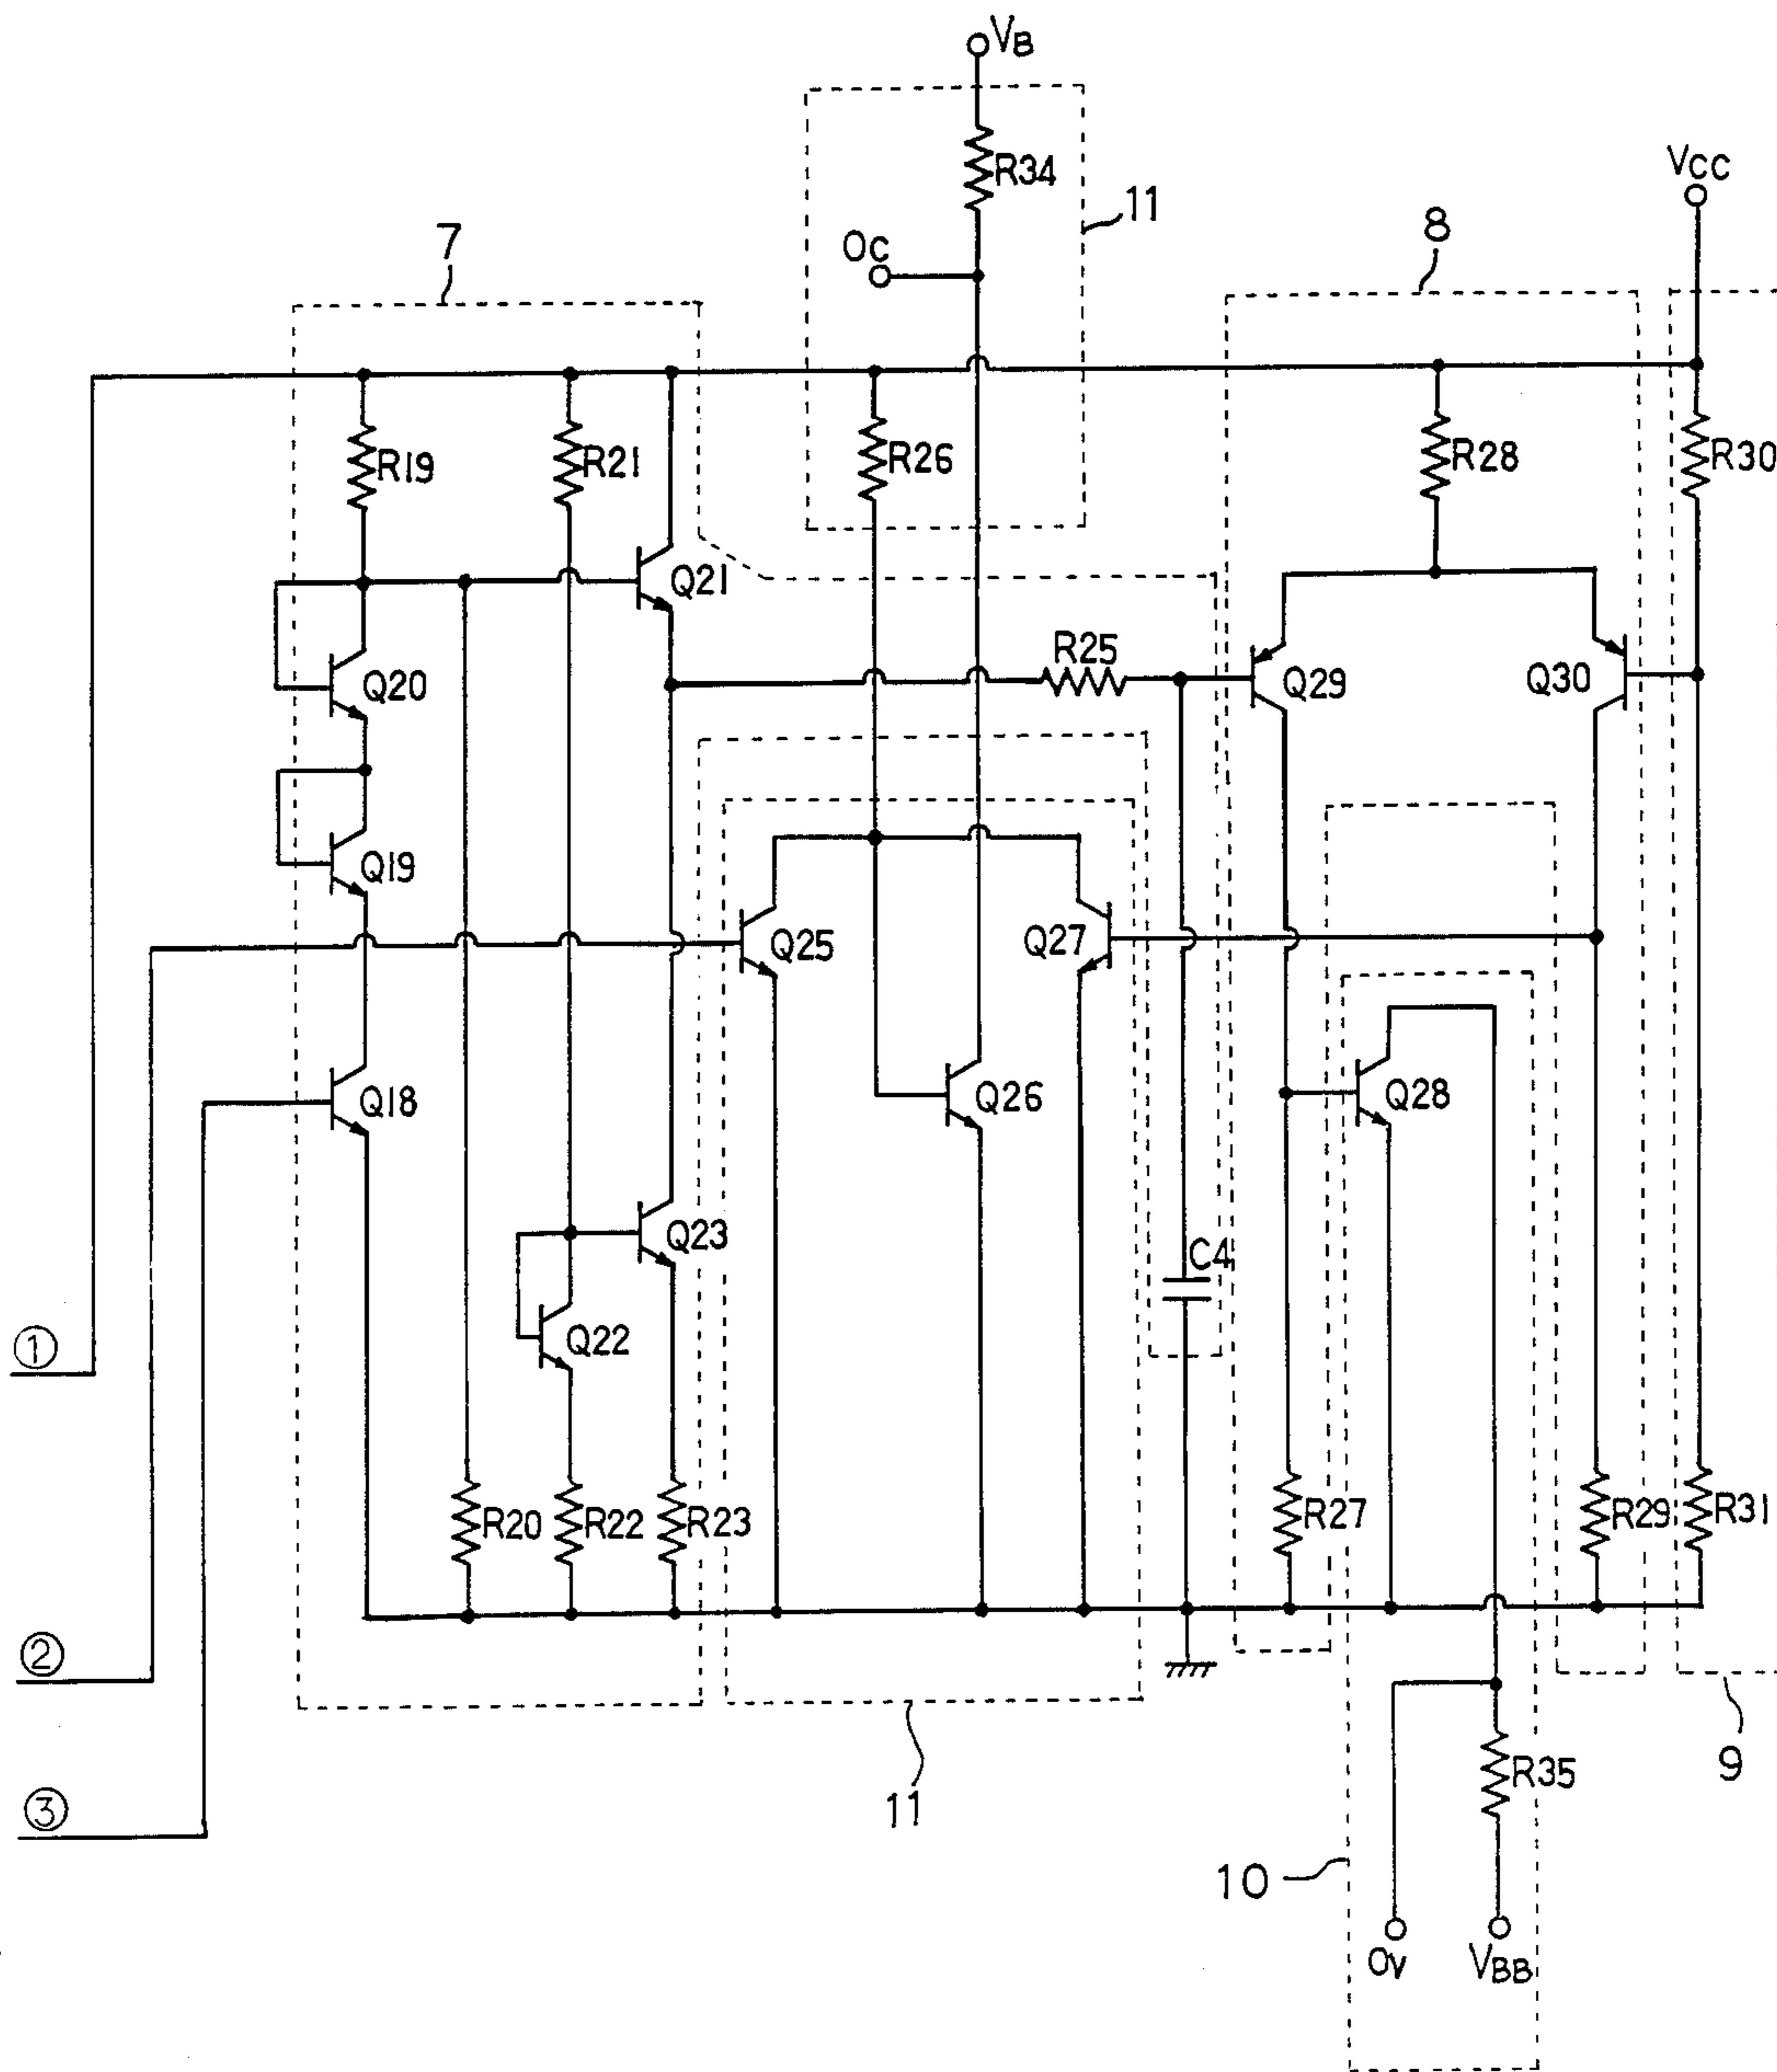 VB
R34
11
VCC
OC
7
8
R19
R21
R26
R28
R30
Q21
R25
Q20
Q29
Q30
Q19
Q25
Q27
Q18
Q26
Q28
Q23
C4
Q22
①
R20
R22
R23
R27
R29
R31
②
③
11
R35
9
10
OV
VBB